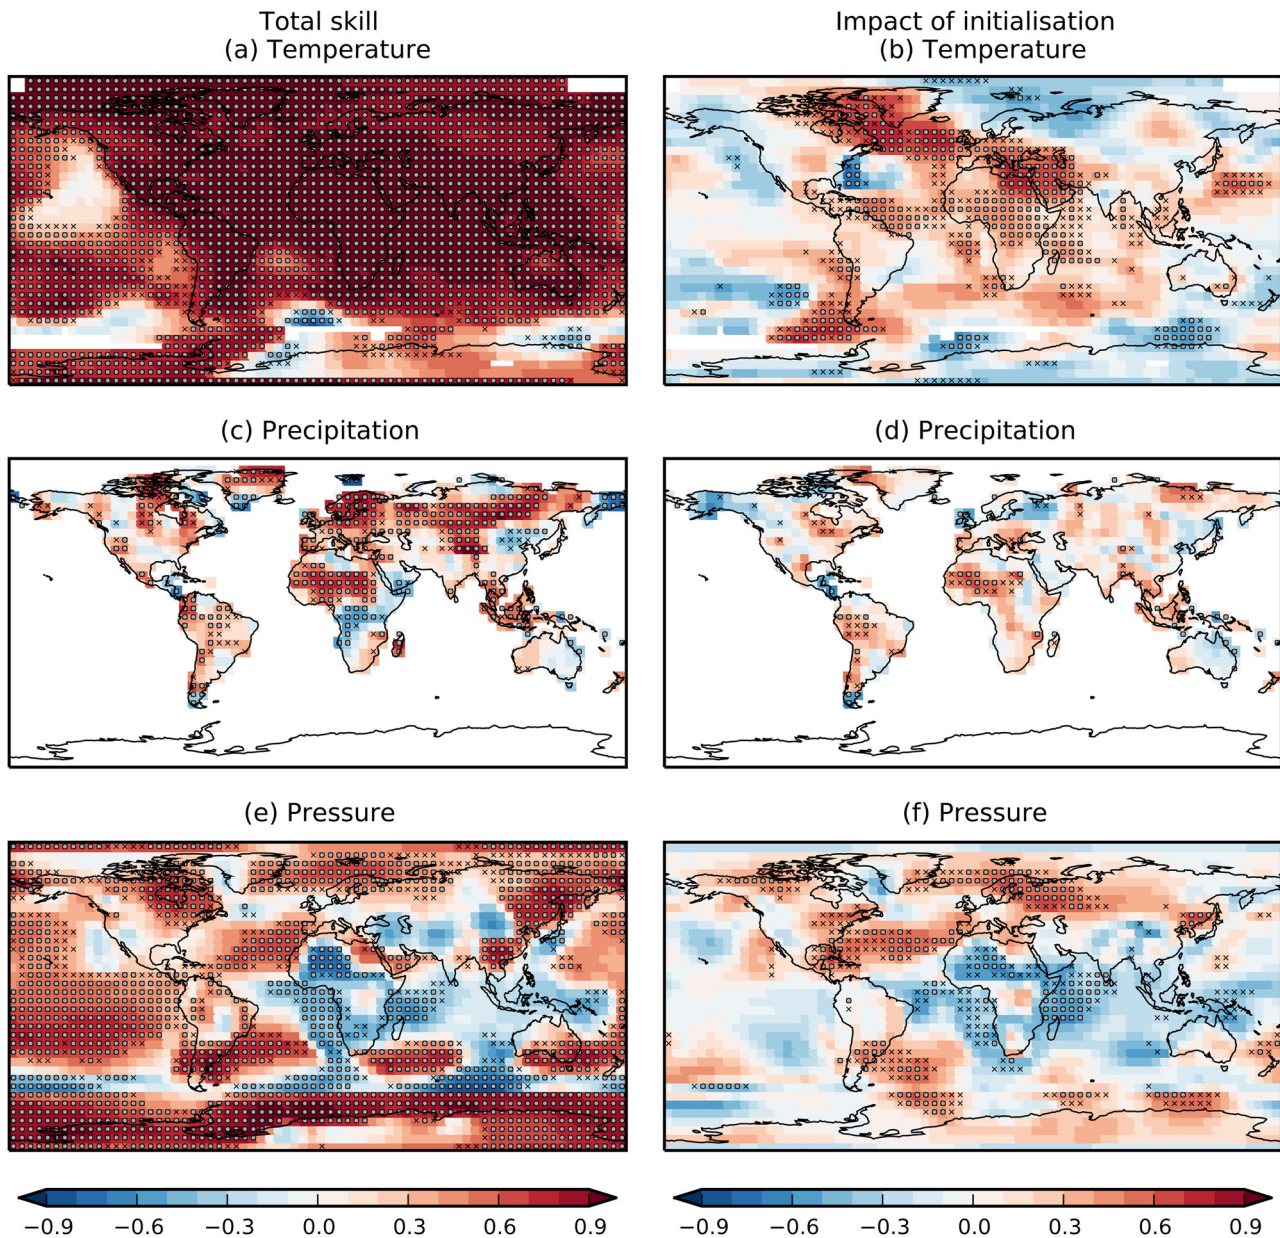 Total skill
(a) Temperature
Impact of initialisation
(b) Temperature
(c) Precipitation
(d) Precipitation
(e) Pressure
(f) Pressure
−0.9 −0.6 −0.3 0.0 0.3 0.6 0.9
−0.9 −0.6 −0.3 0.0 0.3 0.6 0.9